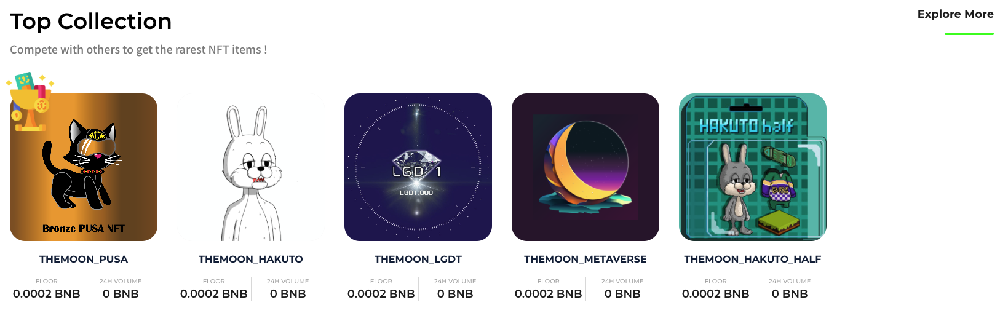 Top Collection
Explore More
Compete with others to get the rarest NFT items !
Bronze PUSA NFT
LGD 1
LGD1.000
HAKUTO half
THEMOON_PUSA
THEMOON_HAKUTO
THEMOON_LGDT
THEMOON_METAVERSE
THEMOON_HAKUTO_HALF
FLOOR 24H VOLUME
0.0002 BNB 0 BNB
FLOOR 24H VOLUME
0.0002 BNB 0 BNB
FLOOR 24H VOLUME
0.0002 BNB 0 BNB
FLOOR 24H VOLUME
0.0002 BNB 0 BNB
FLOOR 24H VOLUME
0.0002 BNB 0 BNB